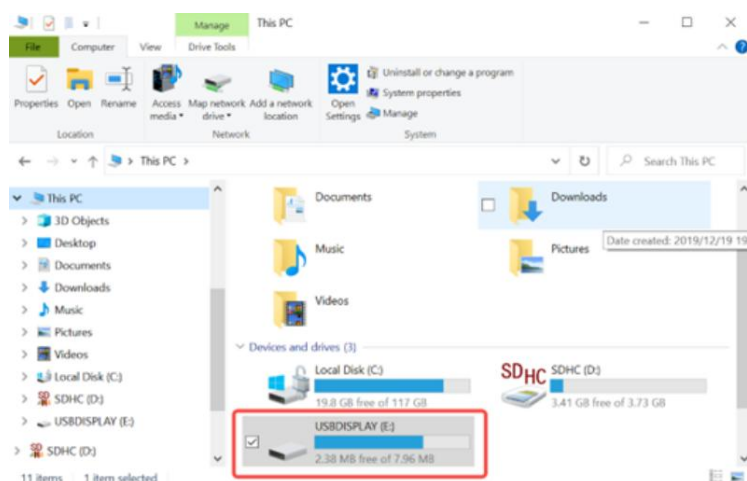 Manage
This PC
File
Computer
View
Drive Tools
Properties
Open
Rename
Access media
Map network drive
Add a network location
Open Settings
Uninstall or change a program
System properties
Manage
Location
Network
System
This PC
Search This PC
This PC
3D Objects
Desktop
Documents
Downloads
Music
Pictures
Videos
Local Disk (C:)
SDHC (D:)
USBDISPLAY (E:)
SDHC (D:)
Documents
Downloads
Date created: 2019/12/19 19
Music
Pictures
Videos
Devices and drives (3)
Local Disk (C:)
19.8 GB free of 117 GB
SDHC
SDHC (D:)
3.41 GB free of 3.73 GB
USBDISPLAY (E:)
2.38 MB free of 7.96 MB
11 items
1 item selected